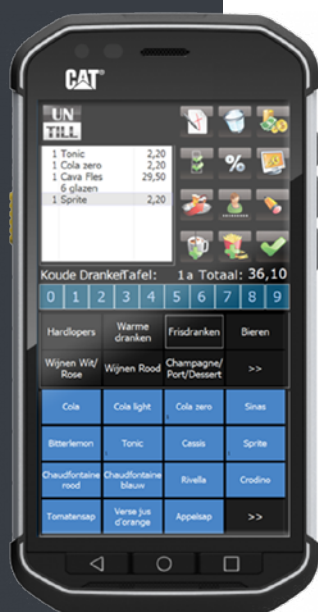 CAT
UN
TILL
1 Tonic 2,20
1 Cola zero 2,20
1 Cava Fles 29,50
6 glazen
1 Sprite 2,20
%
Koude Dranken Tafel: 1a Totaal: 36,10
0 1 2 3 4 5 6 7 8 9
Hardlopers Warme dranken Frisdranken Bieren
Wijnen Wit/ Rose Wijnen Rood Champagne/ Port/Dessert >>
Cola Cola light Cola zero Sinas
Bitterlemon Tonic Cassis Sprite
Chaudfontaine rood Chaudfontaine blauw Rivella Crodino
Tomatensap Verse jus d'orange Appelsap >>